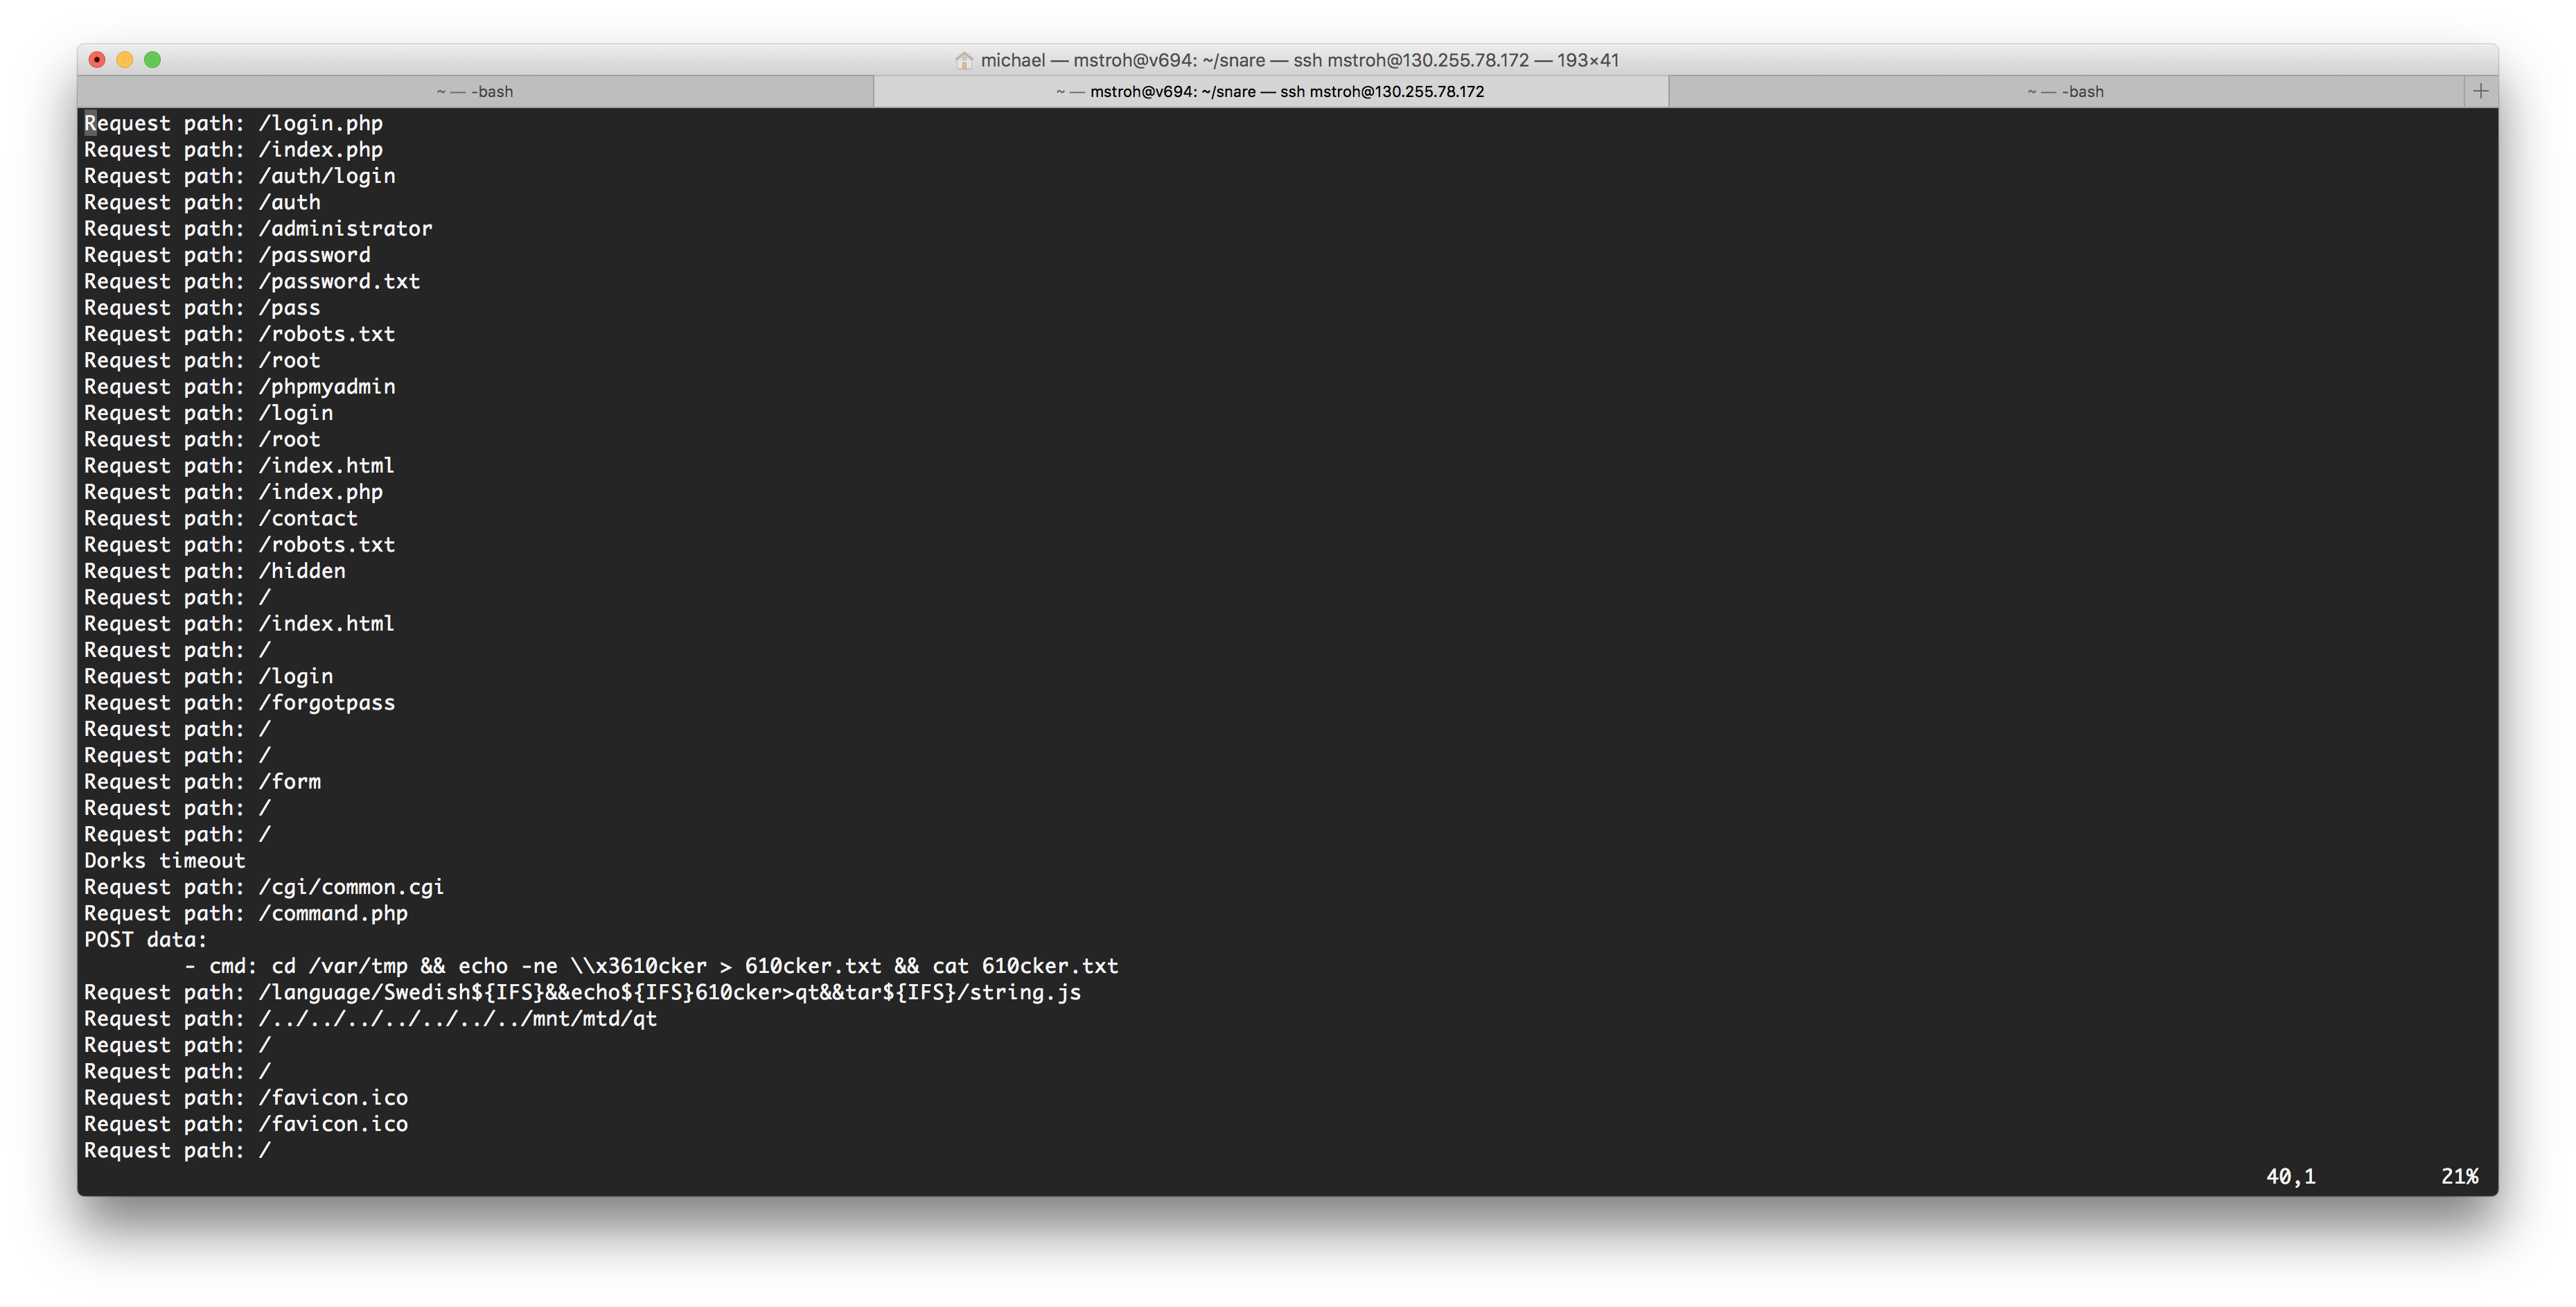 michael — mstroh@v694: ~/snare — ssh mstroh@130.255.78.172 — 193×41
~ — -bash
~ — mstroh@v694: ~/snare — ssh mstroh@130.255.78.172
~ — -bash
Request path: /login.php
Request path: /index.php
Request path: /auth/login
Request path: /auth
Request path: /administrator
Request path: /password
Request path: /password.txt
Request path: /pass
Request path: /robots.txt
Request path: /root
Request path: /phpmyadmin
Request path: /login
Request path: /root
Request path: /index.html
Request path: /index.php
Request path: /contact
Request path: /robots.txt
Request path: /hidden
Request path: /
Request path: /index.html
Request path: /
Request path: /login
Request path: /forgotpass
Request path: /
Request path: /
Request path: /form
Request path: /
Request path: /
Dorks timeout
Request path: /cgi/common.cgi
Request path: /command.php
POST data:
- cmd: cd /var/tmp && echo -ne \\x3610cker > 610cker.txt && cat 610cker.txt
Request path: /language/Swedish${IFS}&&echo${IFS}610cker>qt&&tar${IFS}/string.js
Request path: /../../../../../../../mnt/mtd/qt
Request path: /
Request path: /
Request path: /favicon.ico
Request path: /favicon.ico
Request path: /
40,1 21%